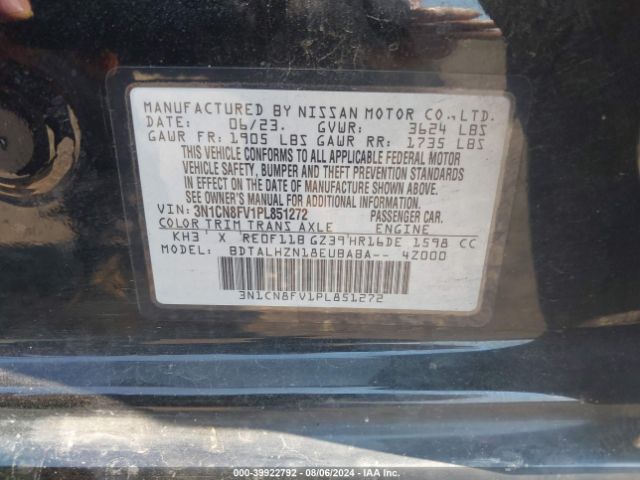 MANUFACTURED BY NISSAN MOTOR CO., LTD.
DATE: 06/23. GVWR: 3624 LBS
GAWR FR: 1905 LBS GAWR RR: 1735 LBS
THIS VEHICLE CONFORMS TO ALL APPLICABLE FEDERAL MOTOR
VEHICLE SAFETY, BUMPER AND THEFT PREVENTION STANDARDS
IN EFFECT ON THE DATE OF MANUFACTURE SHOWN ABOVE.
SEE OWNER'S MANUAL FOR ADDITIONAL INFORMATION.
VIN: 3N1CN8FV1PL851272 PASSENGER CAR.
COLOR TRIM TRANS AXLE ENGINE
KH3 X RE0F11B GZ39 HR16DE 1598 CC
MODEL: BDTALHZN18EUBABA-- 4Z000
3N1CN8FV1PL851272
000-39922792 - 08/06/2024 - IAA Inc.